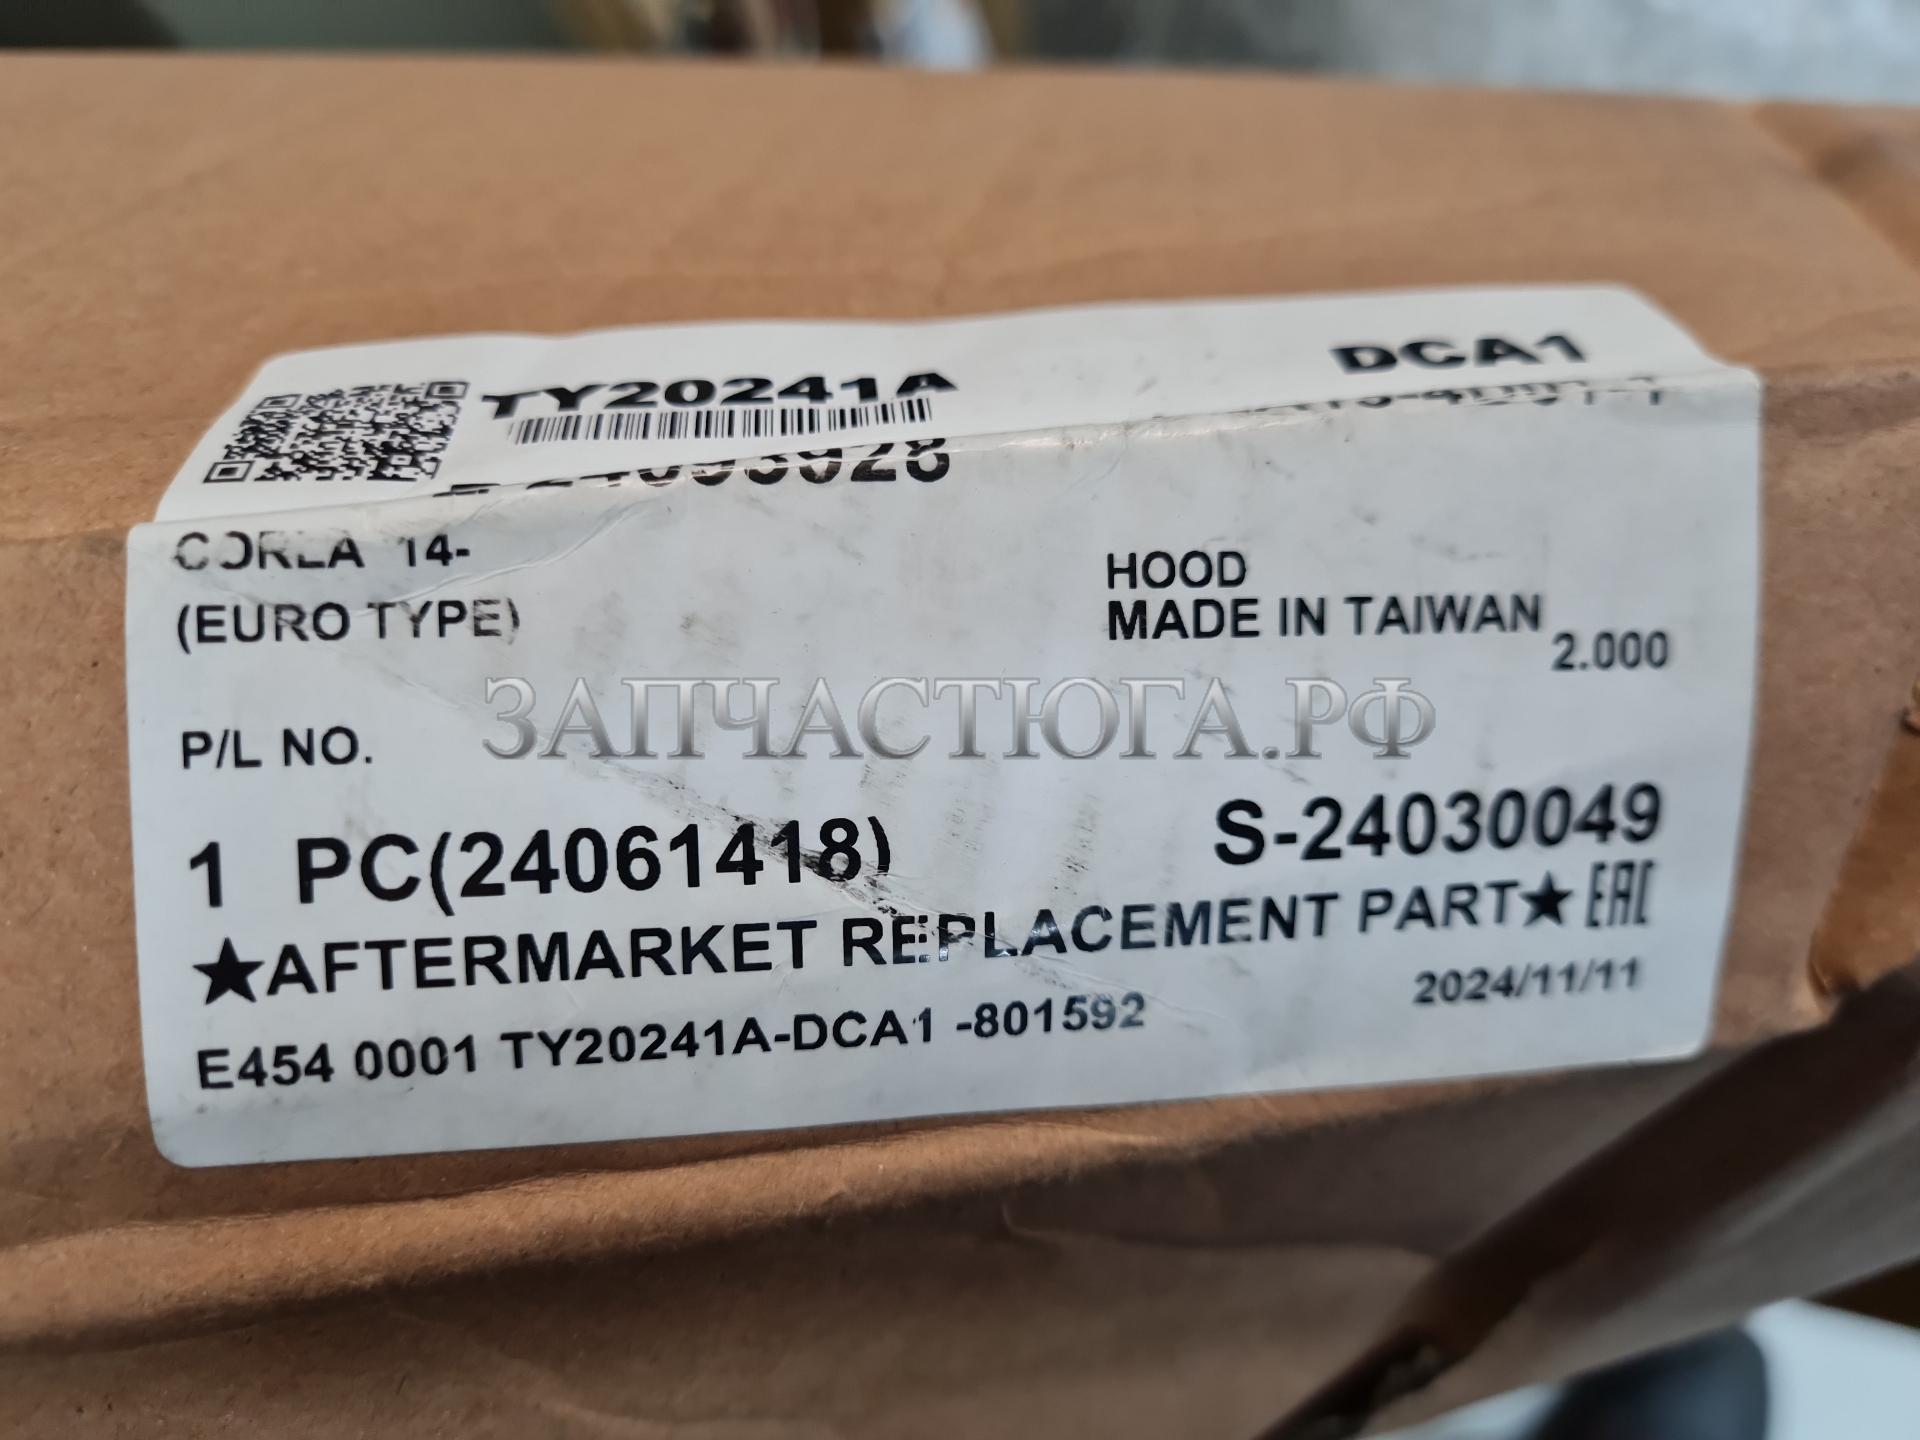 TY20241A
DCA1
CORLA 14-
(EURO TYPE)
HOOD
MADE IN TAIWAN
2.000
ЗАПЧАСТЮГА.РФ
P/L NO.
1 PC(24061418)
S-24030049
★AFTERMARKET REPLACEMENT PART★ EAC
2024/11/11
E454 0001 TY20241A-DCA1 -801592